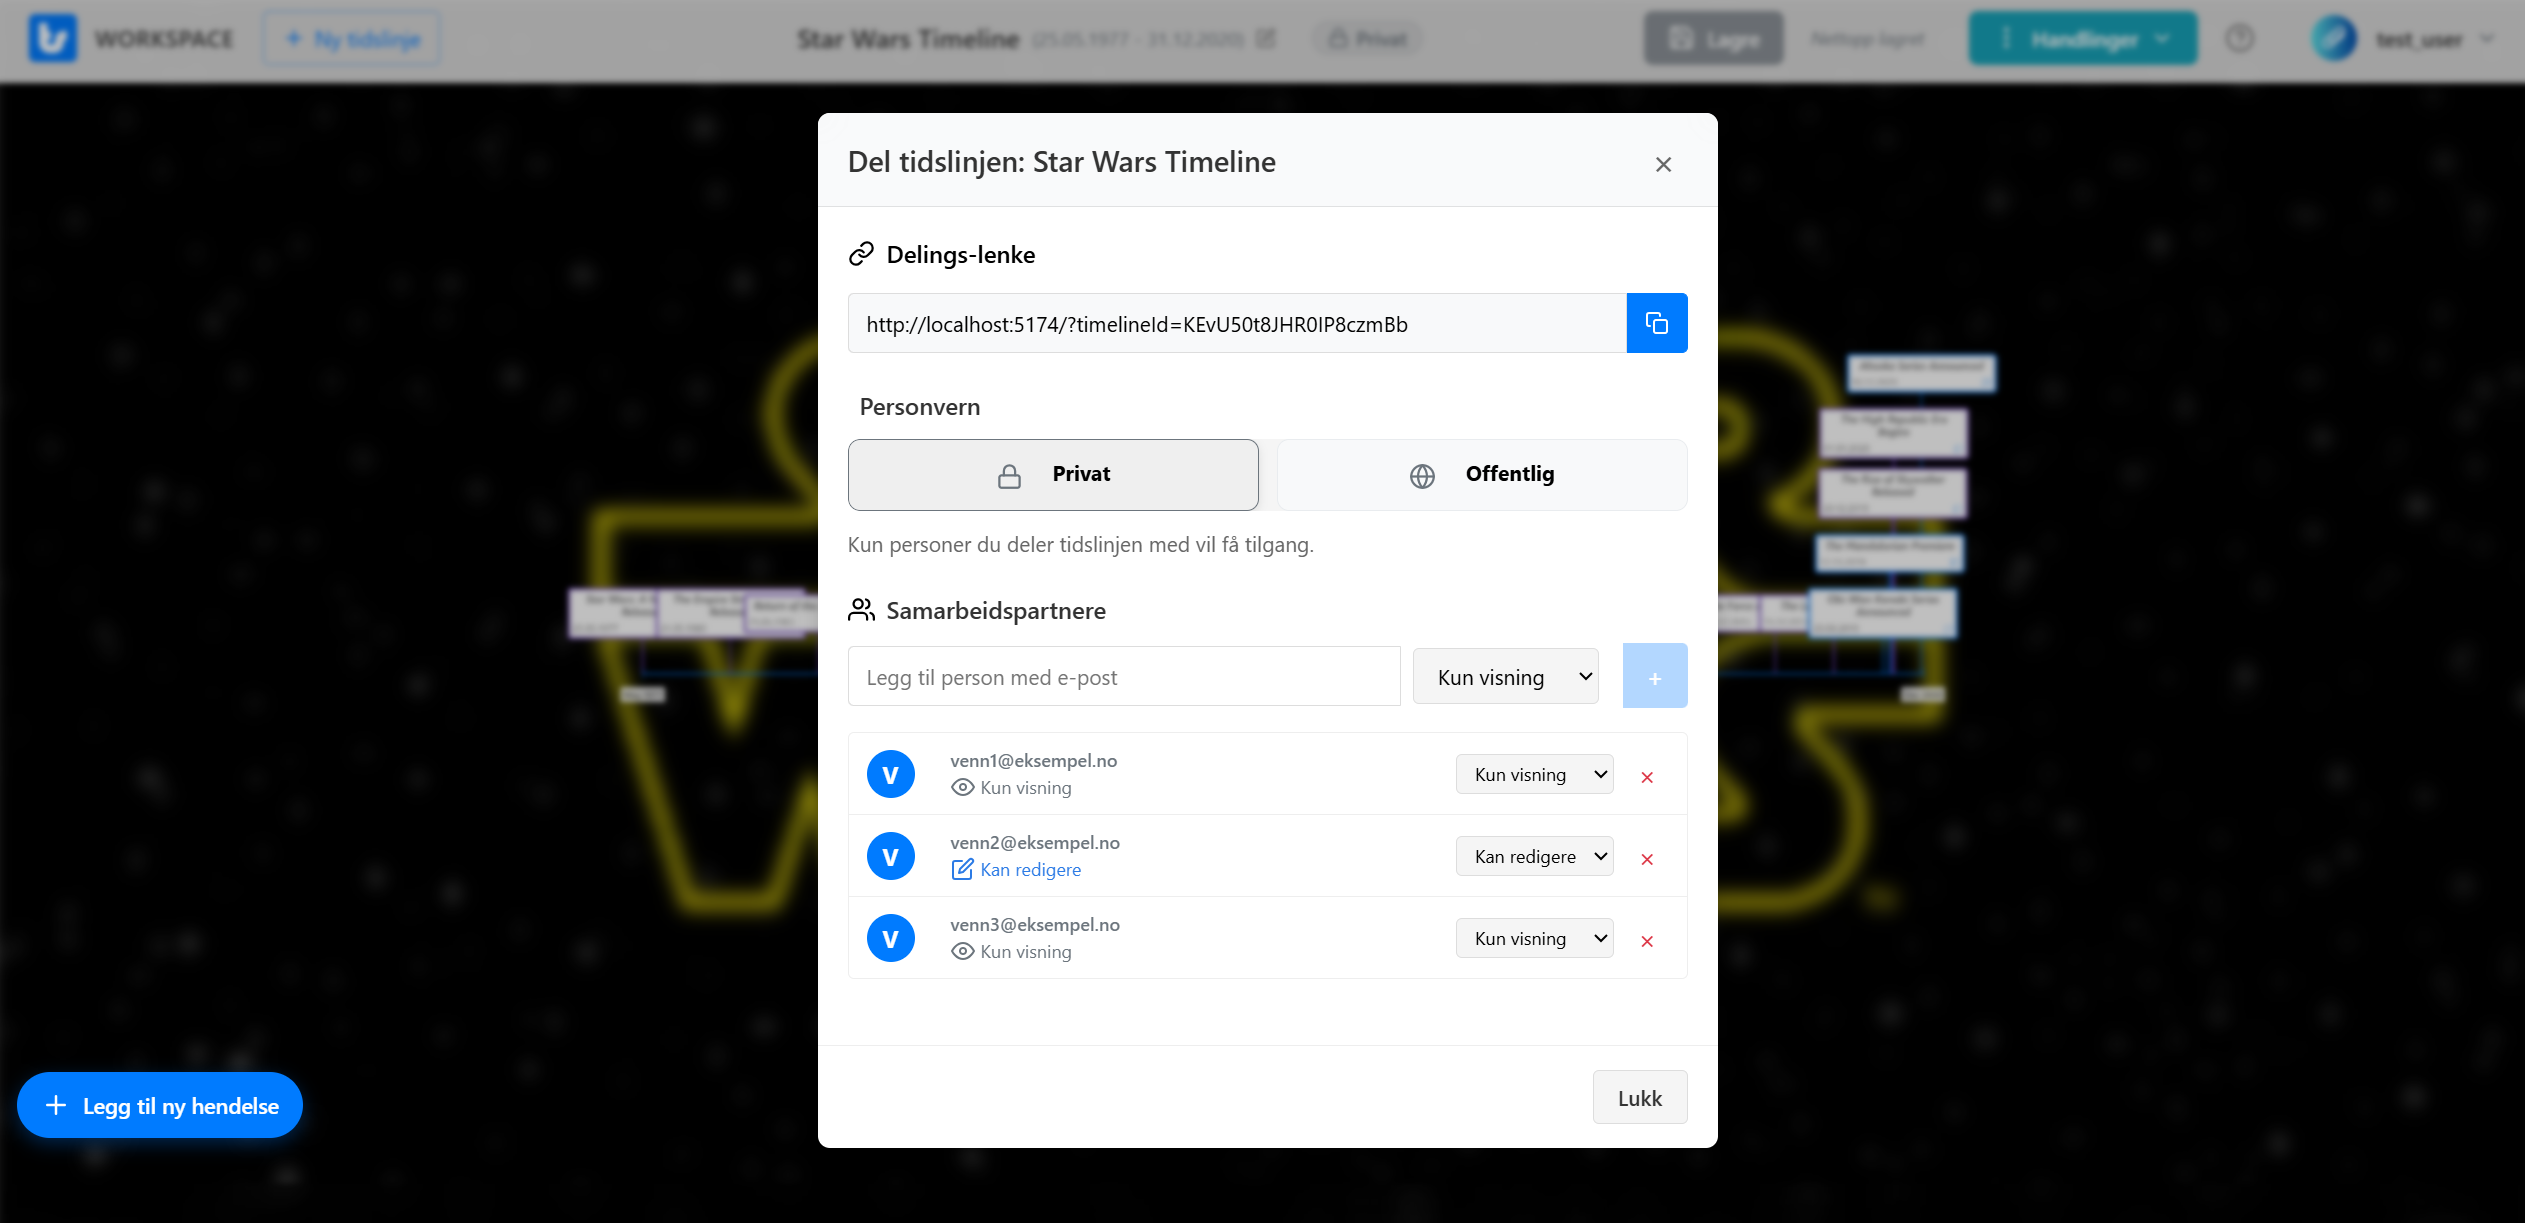 WORKSPACE
+ Ny tidslinje
Star Wars Timeline (25.05.1977 - 31.12.2020)
Privat
Lagre
Nettopp lagret
Handlinger
test_user
Del tidslinjen: Star Wars Timeline
Delings-lenke
http://localhost:5174/?timelineId=KEvU50t8JHR0IP8czmBb
Personvern
Privat
Offentlig
Kun personer du deler tidslinjen med vil få tilgang.
Samarbeidspartnere
Legg til person med e-post
Kun visning
+
V
venn1@eksempel.no
Kun visning
Kun visning
V
venn2@eksempel.no
Kan redigere
Kan redigere
V
venn3@eksempel.no
Kun visning
Kun visning
Lukk
Legg til ny hendelse